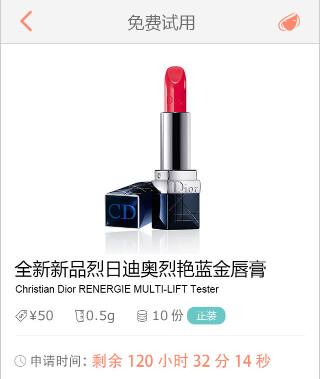 免费试用
Dior
CD
全新新品烈日迪奥烈艳蓝金唇膏
Christian Dior RENERGIE MULTI-LIFT Tester
¥50 0.5g 10 份 正装
申请时间: 剩余 120 小时 32 分 14 秒